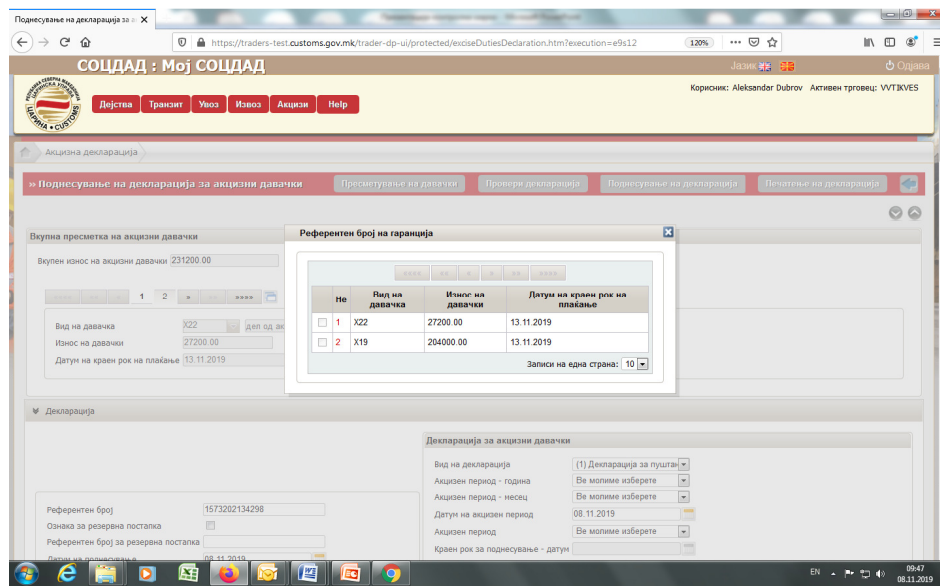 Поднесување на декларација за а
https://traders-test.customs.gov.mk/trader-dp-ui/protected/exciseDutiesDeclaration.htm?execution=e9s12
120%
СОЦДАД : Мој СОЦДАД
Јазик
Одјава
Корисник: Aleksandar Dubrov Активен трговец: VVTIKVES
ЦАРИНА • CUSTOMS
Дејства Транзит Увоз Извоз Акцизи Help
Акцизна декларација
» Поднесување на декларација за акцизни давачки
Пресметување на давачки Провери декларација Поднесување на декларација Печатење на декларација
Вкупна пресметка на акцизни давачки
Вкупен износ на акцизни давачки 231200.00
1 2
Вид на давачка X22 дел од ак
Износ на давачки 27200.00
Датум на краен рок на плаќање 13.11.2019
Референтен број на гаранција
Не Вид на давачка Износ на давачки Датум на краен рок на плаќање
1 X22 27200.00 13.11.2019
2 X19 204000.00 13.11.2019
Записи на една страна: 10
Декларација
Декларација за акцизни давачки
Вид на декларација (1) Декларација за пуштањ
Акцизен период - година Ве молиме изберете
Акцизен период - месец Ве молиме изберете
Датум на акцизен период 08.11.2019
Акцизен период Ве молиме изберете
Краен рок за поднесување - датум
Референтен број 1573202134298
Ознака за резервна постапка
Референтен број за резервна постапка
Датум на поднесување 08.11.2019
EN
09:47
08.11.2019